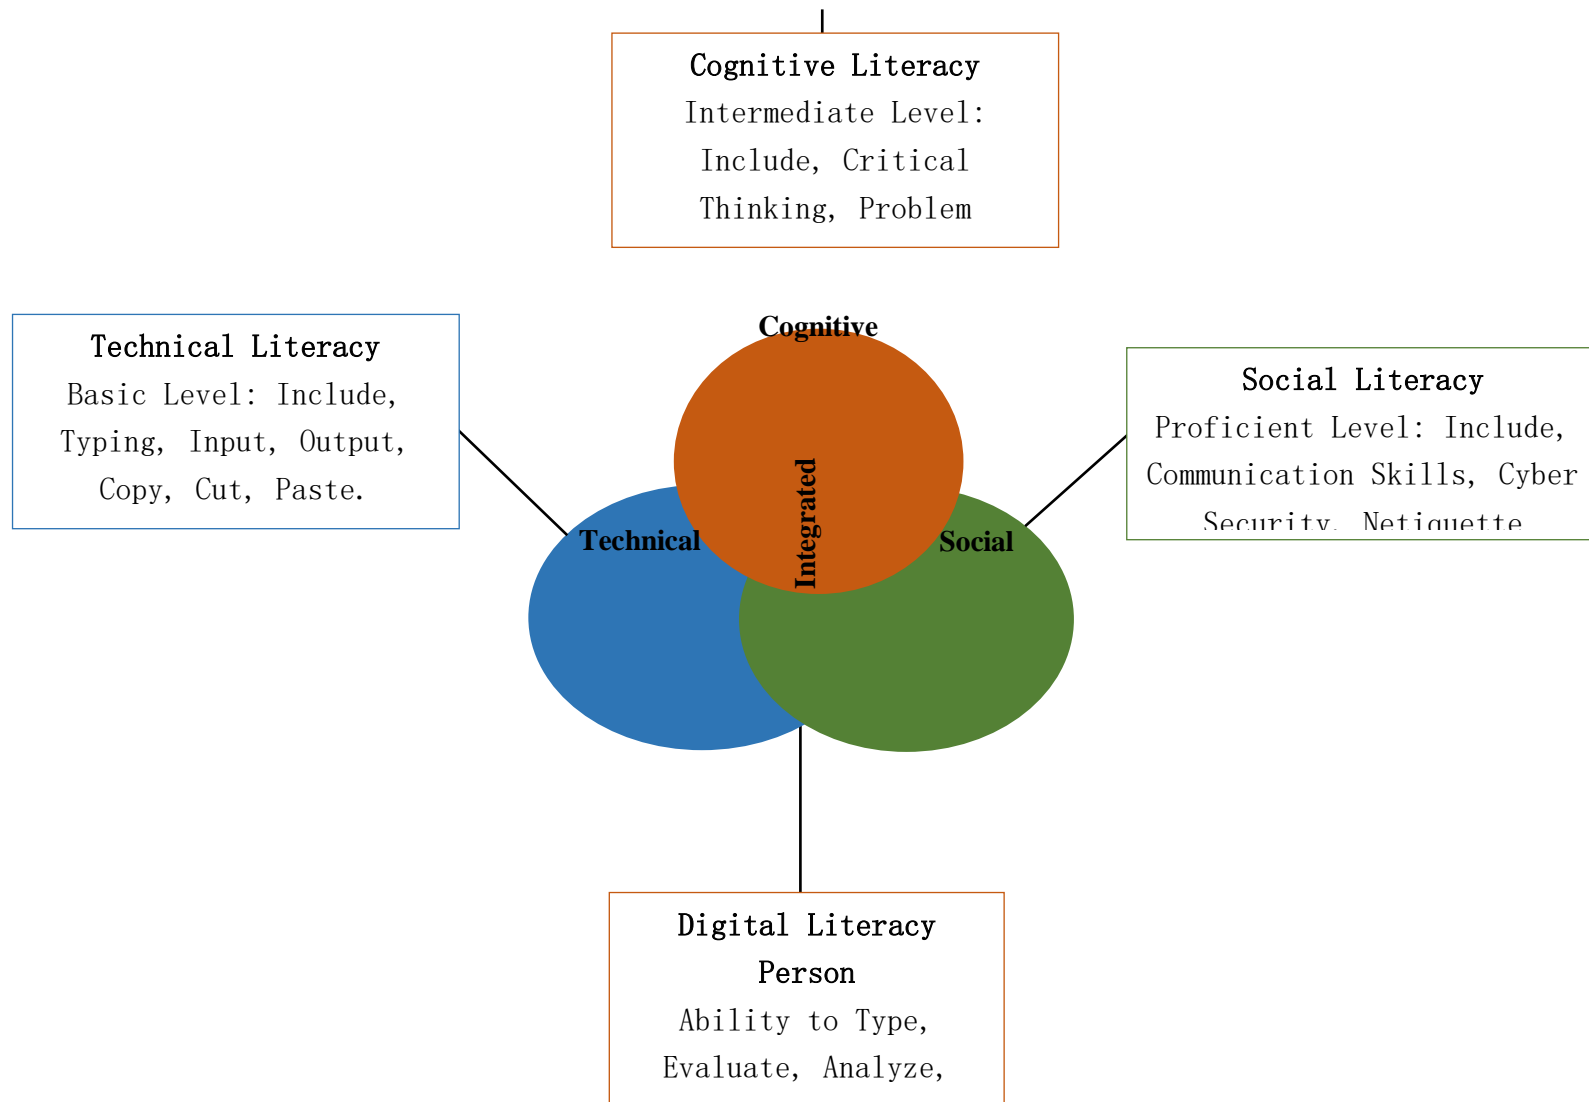 Cognitive Literacy
Intermediate Level:
Include, Critical
Thinking, Problem
Technical Literacy
Basic Level: Include,
Typing, Input, Output,
Copy, Cut, Paste.
Social Literacy
Proficient Level: Include,
Communication Skills, Cyber
Security, Netiquette
Cognitive
Technical
Integrated
Social
Digital Literacy
Person
Ability to Type,
Evaluate, Analyze,